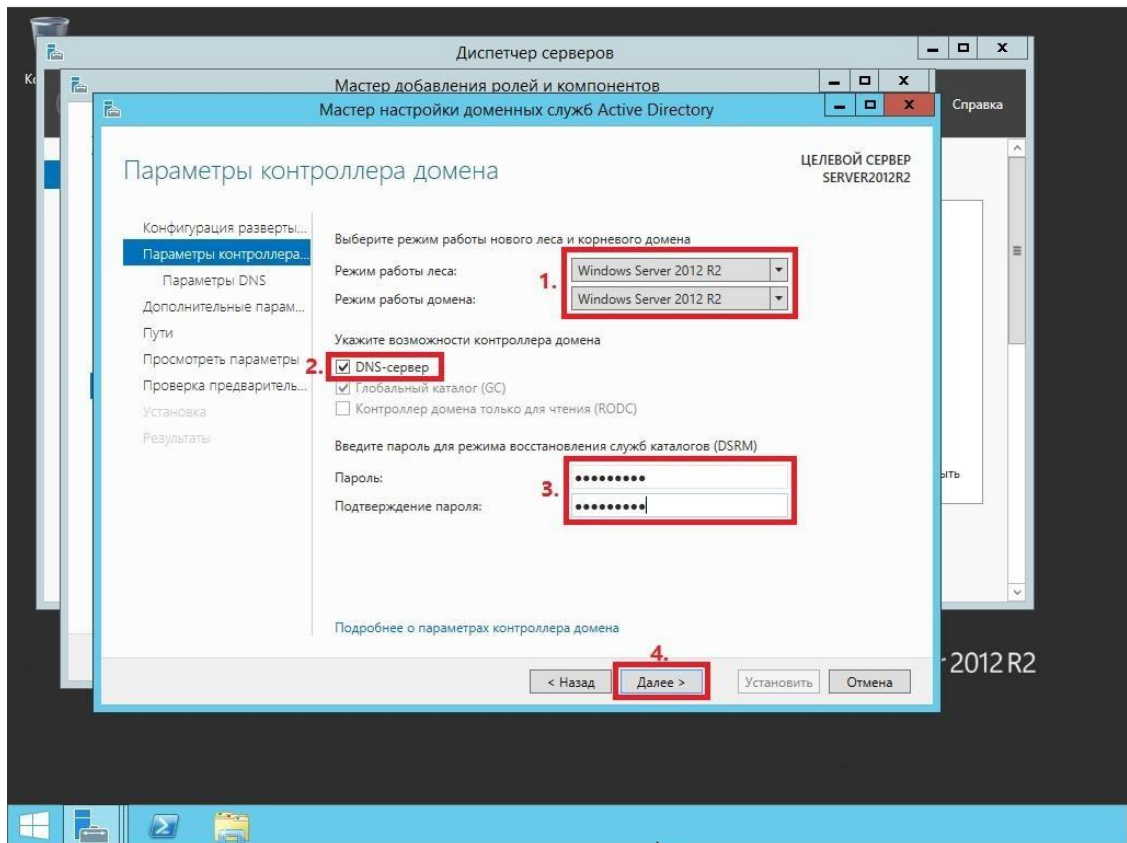 Диспетчер серверов
Мастер добавления ролей и компонентов
Справка
Мастер настройки доменных служб Active Directory
Параметры контроллера домена
ЦЕЛЕВОЙ СЕРВЕР
SERVER2012R2
Конфигурация разверты...
Параметры контроллера...
Параметры DNS
Дополнительные парам...
Пути
Просмотреть параметры
Проверка предваритель...
Установка
Результаты
Выберите режим работы нового леса и корневого домена
1.
Режим работы леса: Windows Server 2012 R2
Режим работы домена: Windows Server 2012 R2
Укажите возможности контроллера домена
2. DNS-сервер
Глобальный каталог (GC)
Контроллер домена только для чтения (RODC)
Введите пароль для режима восстановления служб каталогов (DSRM)
Пароль: •••••••••
3.
Подтверждение пароля: •••••••••
Подробнее о параметрах контроллера домена
4.
< Назад Далее > Установить Отмена
2012 R2